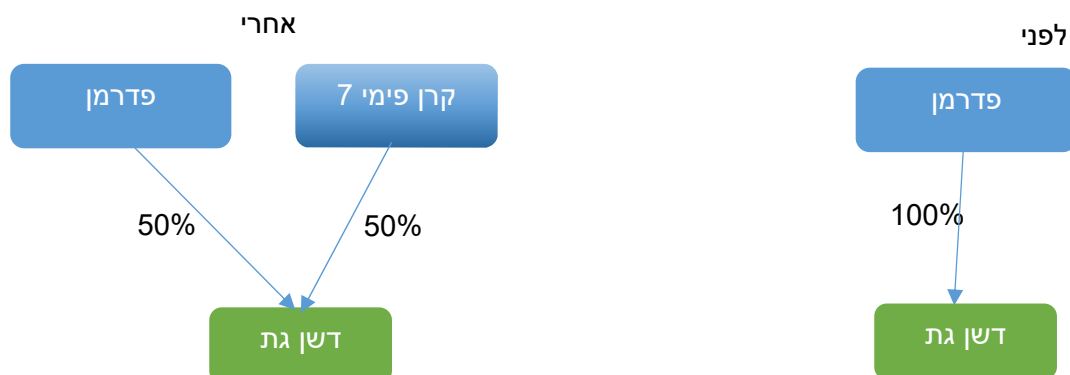 לפני
אחרי
פדרמן
קרן פימי 7
פדרמן
100%
50%
50%
דשן גת
דשן גת